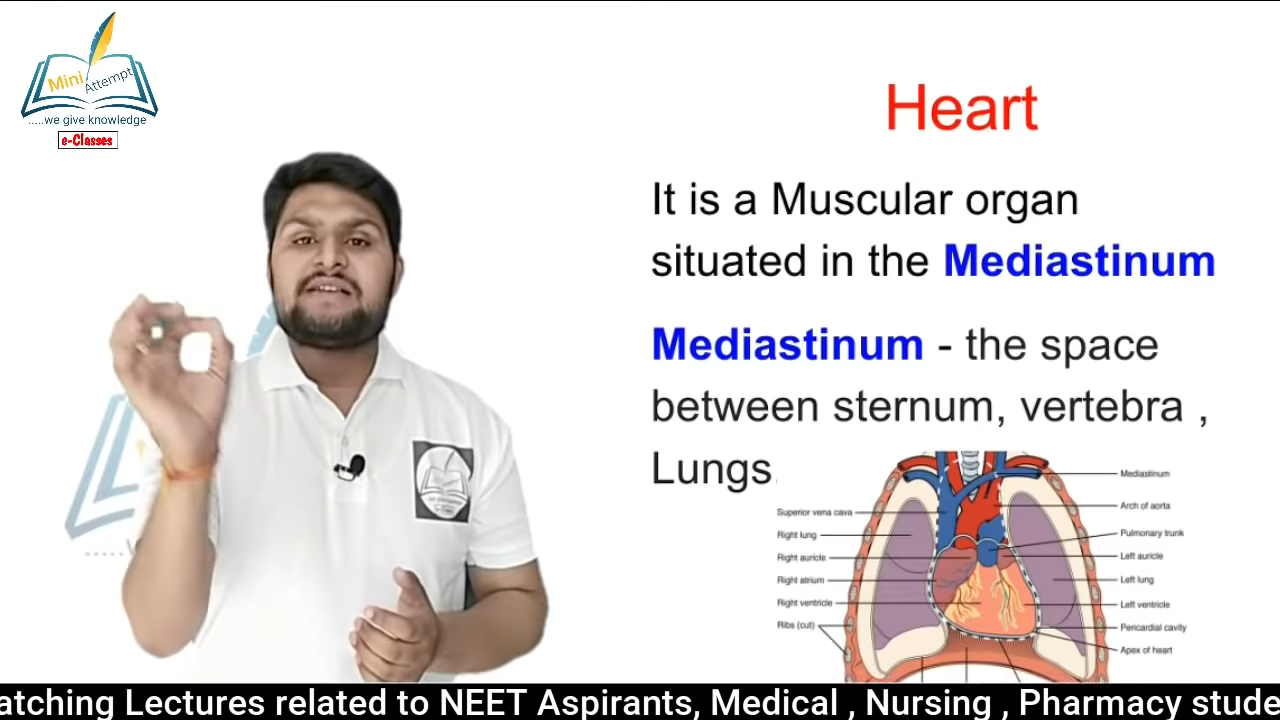 Mini Attempt
.....we give knowledge
e-Classes
Heart
It is a Muscular organ
situated in the Mediastinum
Mediastinum - the space
between sternum, vertebra ,
Lungs.
Mediastinum
Superior vena cava
Arch of aorta
Right lung
Pulmonary trunk
Right auricle
Left auricle
Right atrium
Left lung
Right ventricle
Left ventricle
Ribs (cut)
Pericardial cavity
Apex of heart
atching Lectures related to NEET Aspirants, Medical , Nursing , Pharmacy stude